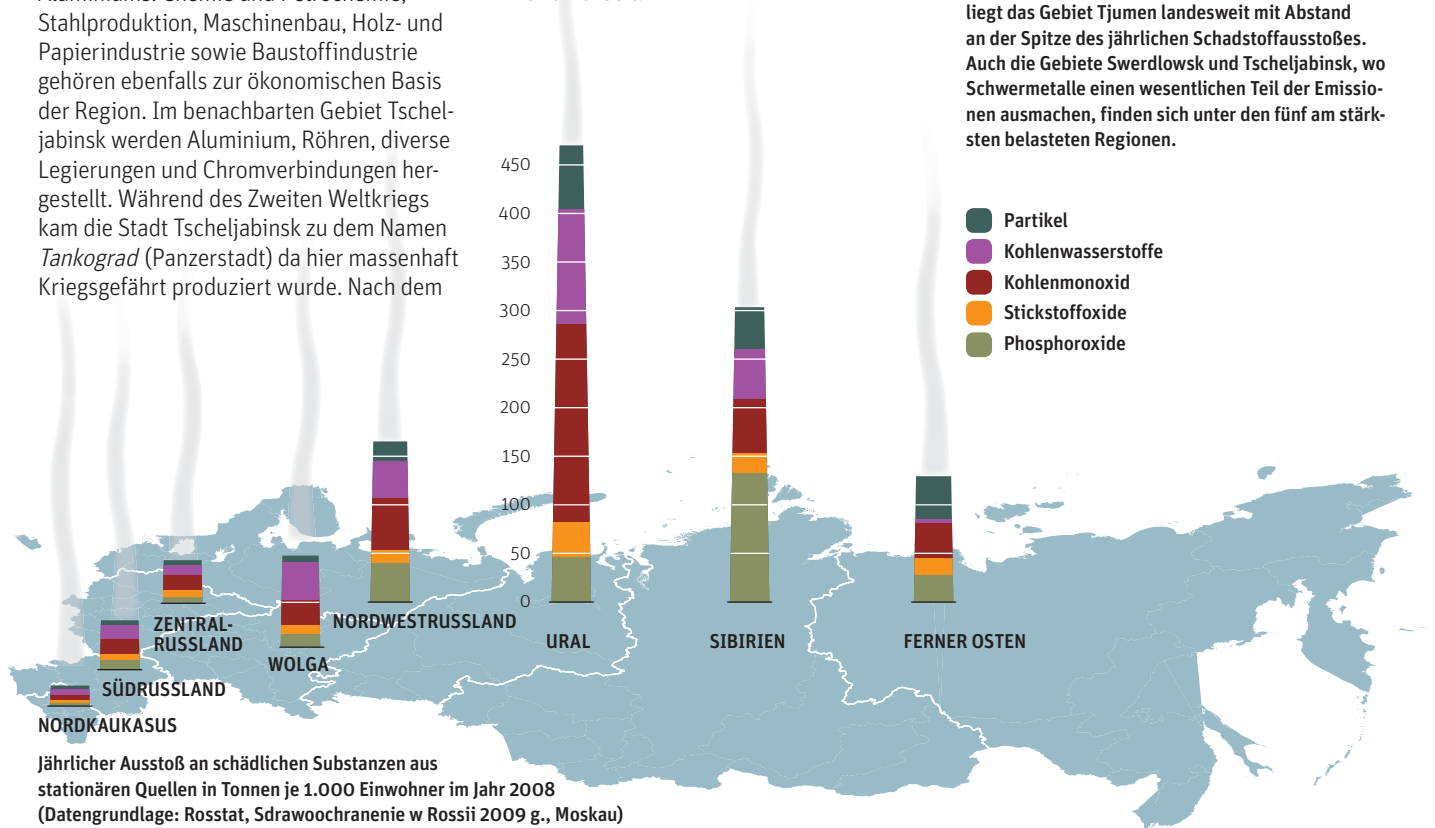 Stahlproduktion, Maschinenbau, Holz- und
Papierindustrie sowie Baustoffindustrie
gehören ebenfalls zur ökonomischen Basis
der Region. Im benachbarten Gebiet Tschel-
jabinsk werden Aluminium, Röhren, diverse
Legierungen und Chromverbindungen her-
gestellt. Während des Zweiten Weltkriegs
kam die Stadt Tscheljabinsk zu dem Namen
Tankograd (Panzerstadt) da hier massenhaft
Kriegsgefährt produziert wurde. Nach dem
liegt das Gebiet Tjumen landesweit mit Abstand
an der Spitze des jährlichen Schadstoffausstoßes.
Auch die Gebiete Swerdlowsk und Tscheljabinsk, wo
Schwermetalle einen wesentlichen Teil der Emissio-
nen ausmachen, finden sich unter den fünf am stärk-
sten belasteten Regionen.
Partikel
Kohlenwasserstoffe
Kohlenmonoxid
Stickstoffoxide
Phosphoroxide
450
400
350
300
250
200
150
100
50
0
ZENTRAL-
RUSSLAND
NORDWESTRUSSLAND
WOLGA
URAL
SIBIRIEN
FERNER OSTEN
SÜDRUSSLAND
NORDKAUKASUS
Jährlicher Ausstoß an schädlichen Substanzen aus
stationären Quellen in Tonnen je 1.000 Einwohner im Jahr 2008
(Datengrundlage: Rosstat, Sdrawoochranenie w Rossii 2009 g., Moskau)